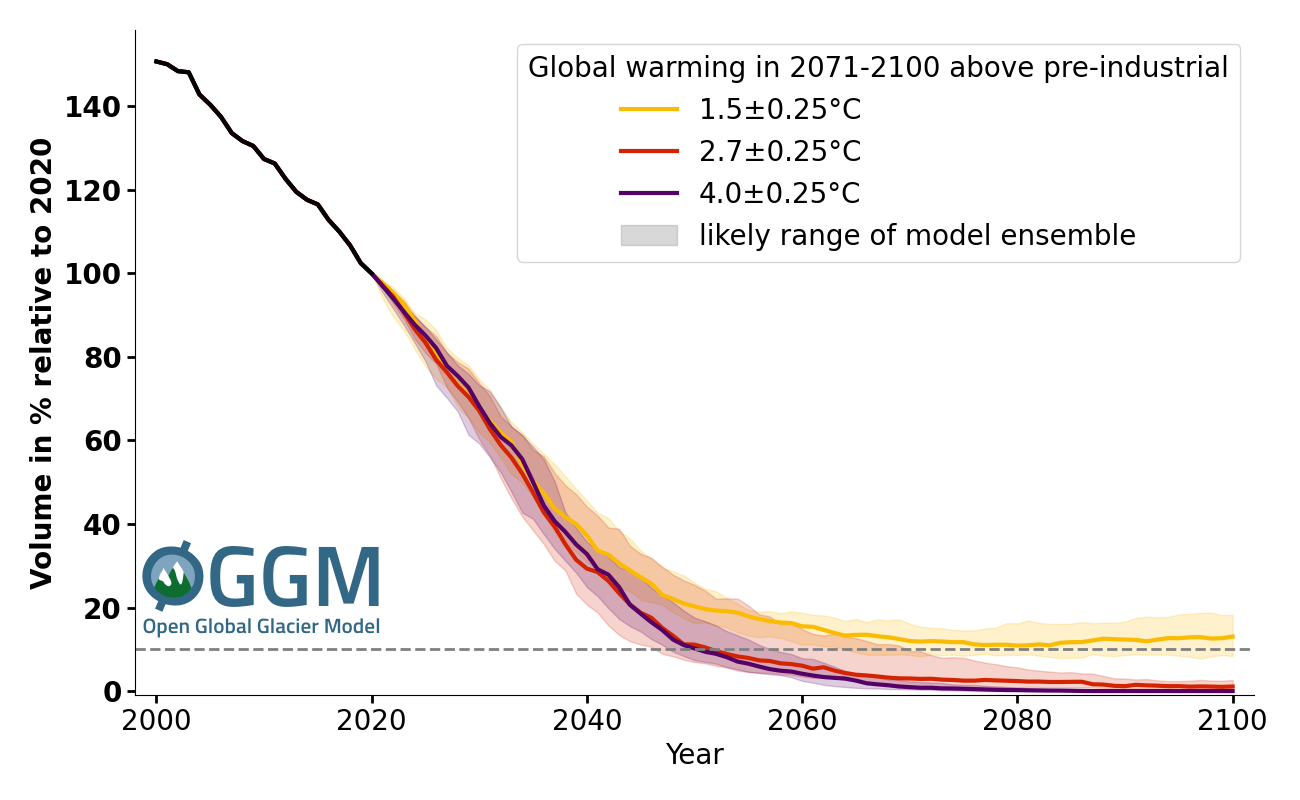 Global warming in 2071-2100 above pre-industrial
1.5±0.25°C
2.7±0.25°C
4.0±0.25°C
likely range of model ensemble
Volume in % relative to 2020
140
120
100
80
60
40
20
0
OGGM
Open Global Glacier Model
2000 2020 2040 2060 2080 2100
Year